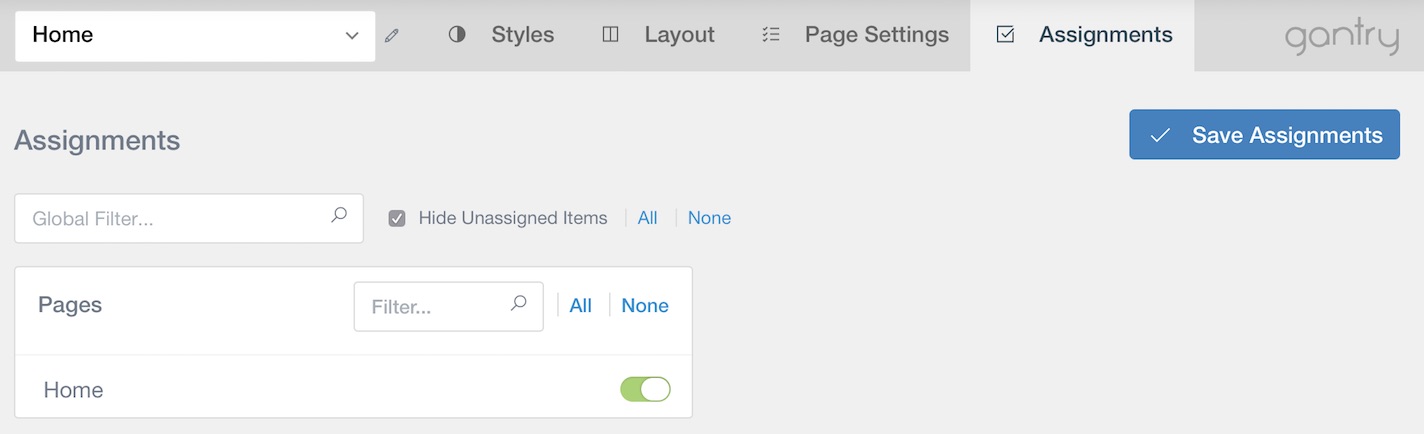 Home
Styles
Layout
Page Settings
Assignments
gantry
Assignments
Save Assignments
Global Filter...
Hide Unassigned Items
All
None
Pages
Filter...
All
None
Home